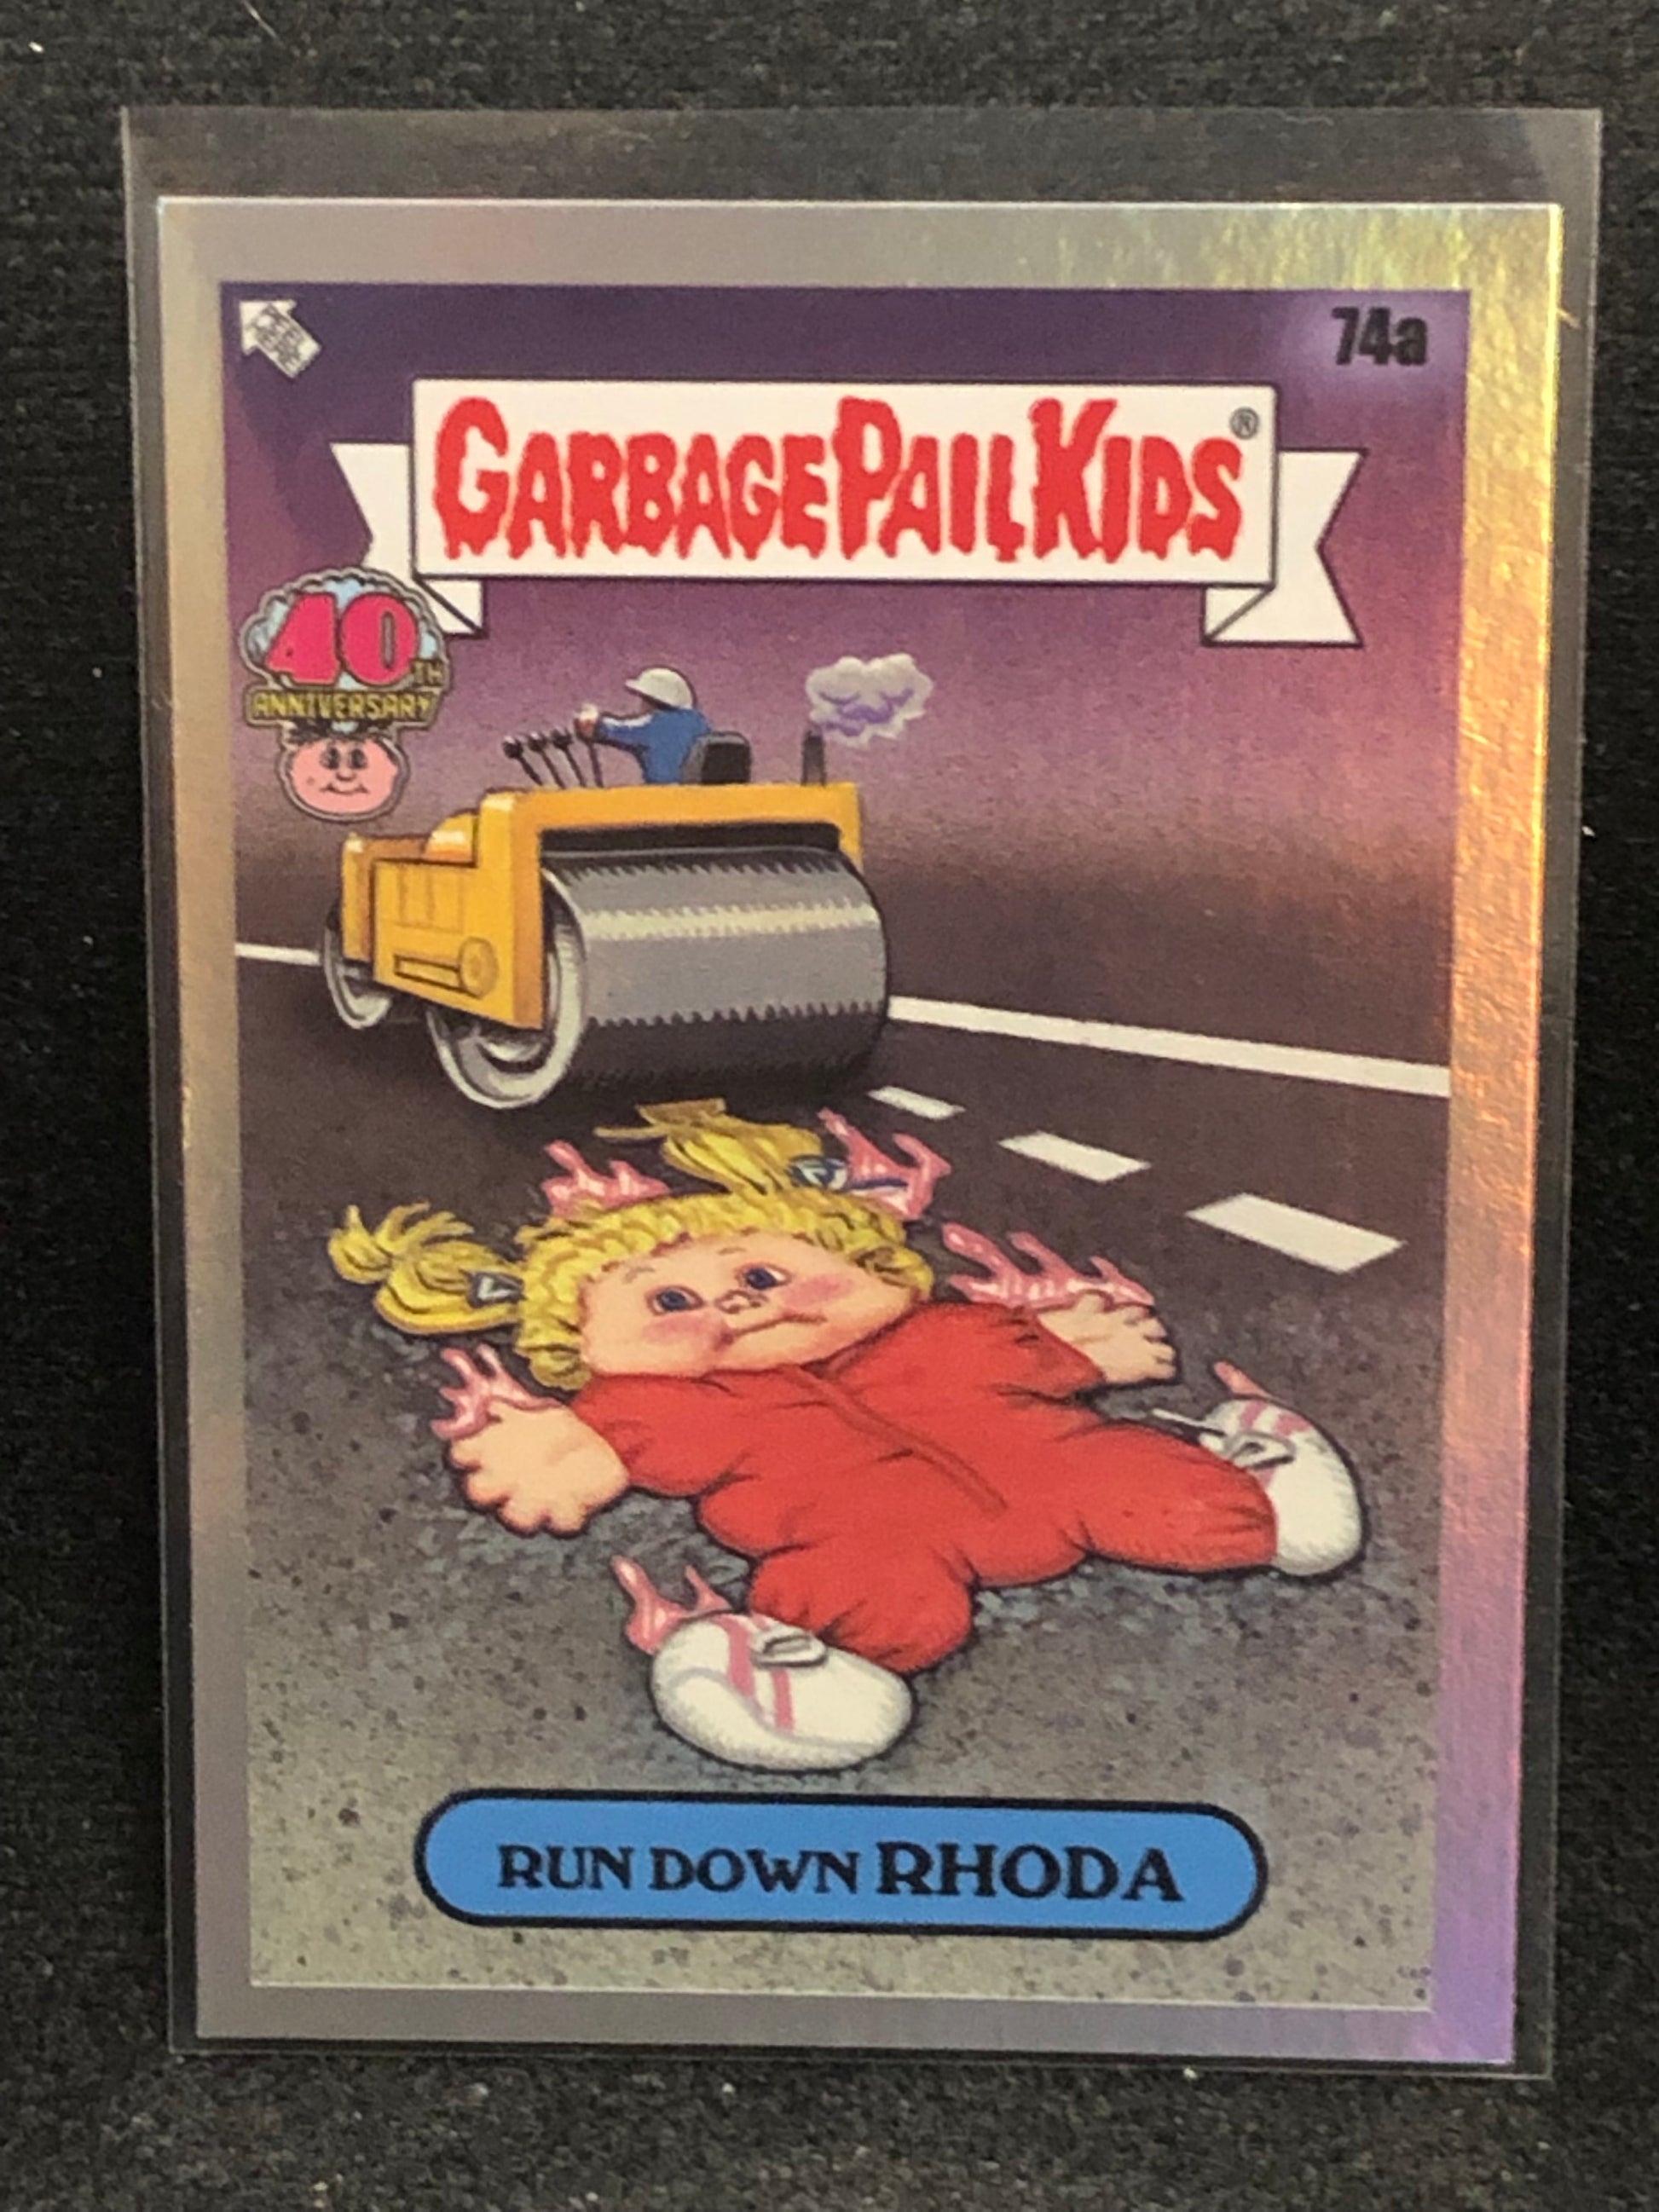 74a
GARBAGE PAIL KIDS®
40TH
ANNIVERSARY
RUN DOWN RHODA